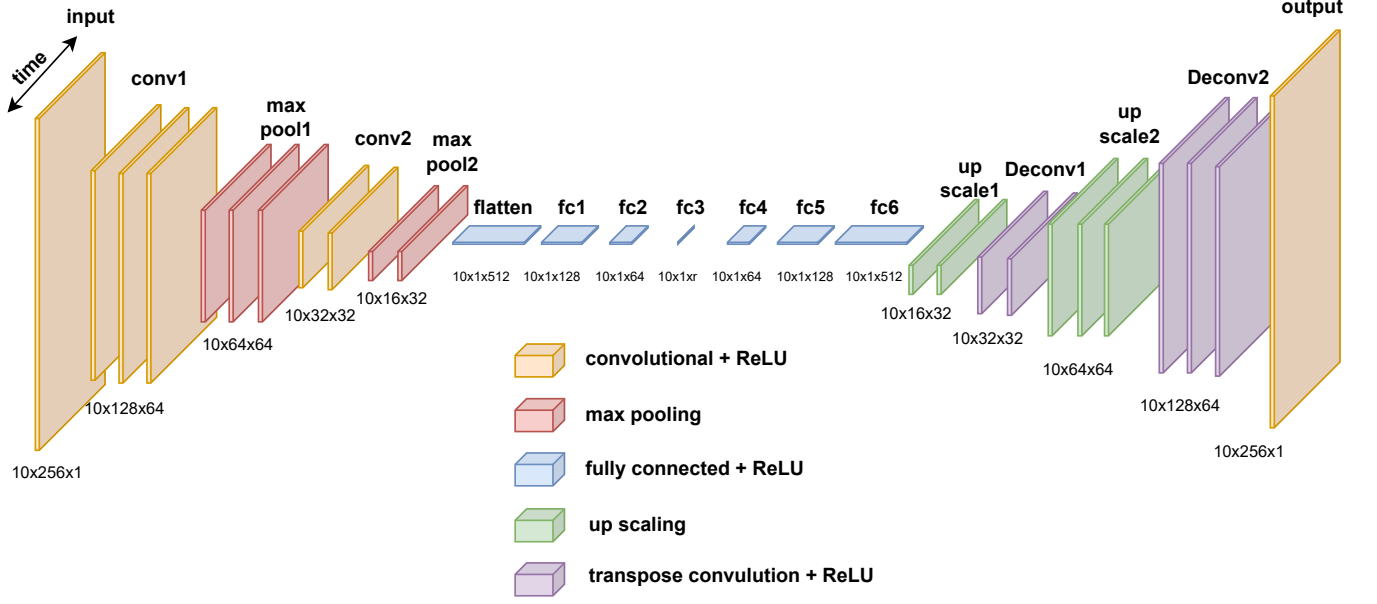 input
time
conv1
max
pool1
conv2
max
pool2
flatten
fc1
fc2
fc3
fc4
fc5
fc6
up
scale1
Deconv1
up
scale2
Deconv2
output
10x256x1
10x128x64
10x64x64
10x32x32
10x16x32
10x1x512
10x1x128
10x1x64
10x1xr
10x1x64
10x1x128
10x1x512
10x16x32
10x32x32
10x64x64
10x128x64
10x256x1
convolutional + ReLU
max pooling
fully connected + ReLU
up scaling
transpose convulution + ReLU